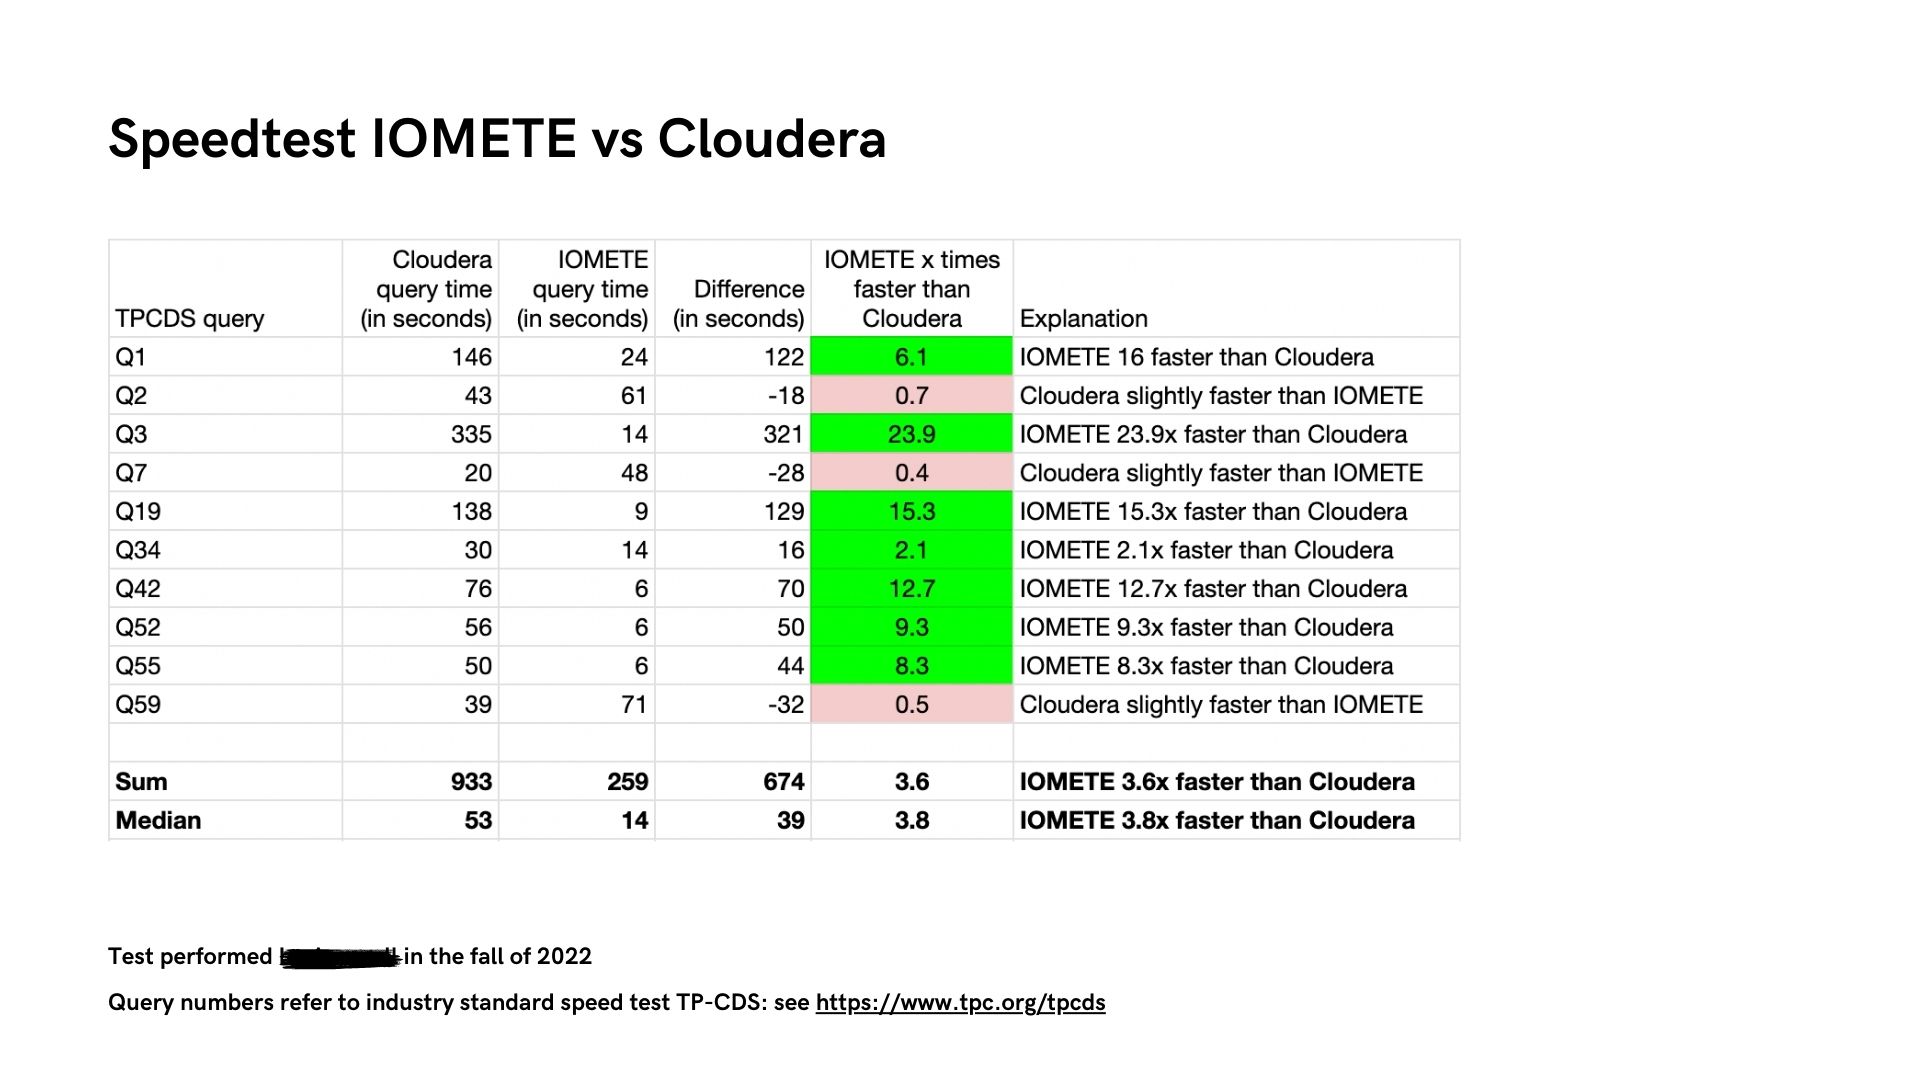 Speedtest IOMETE vs Cloudera
TPCDS query Cloudera query time (in seconds) IOMETE query time (in seconds) Difference (in seconds) IOMETE x times faster than Cloudera Explanation
Q1 146 24 122 6.1 IOMETE 16 faster than Cloudera
Q2 43 61 -18 0.7 Cloudera slightly faster than IOMETE
Q3 335 14 321 23.9 IOMETE 23.9x faster than Cloudera
Q7 20 48 -28 0.4 Cloudera slightly faster than IOMETE
Q19 138 9 129 15.3 IOMETE 15.3x faster than Cloudera
Q34 30 14 16 2.1 IOMETE 2.1x faster than Cloudera
Q42 76 6 70 12.7 IOMETE 12.7x faster than Cloudera
Q52 56 6 50 9.3 IOMETE 9.3x faster than Cloudera
Q55 50 6 44 8.3 IOMETE 8.3x faster than Cloudera
Q59 39 71 -32 0.5 Cloudera slightly faster than IOMETE
Sum 933 259 674 3.6 IOMETE 3.6x faster than Cloudera
Median 53 14 39 3.8 IOMETE 3.8x faster than Cloudera
Test performed in the fall of 2022
Query numbers refer to industry standard speed test TP-CDS: see https://www.tpc.org/tpcds